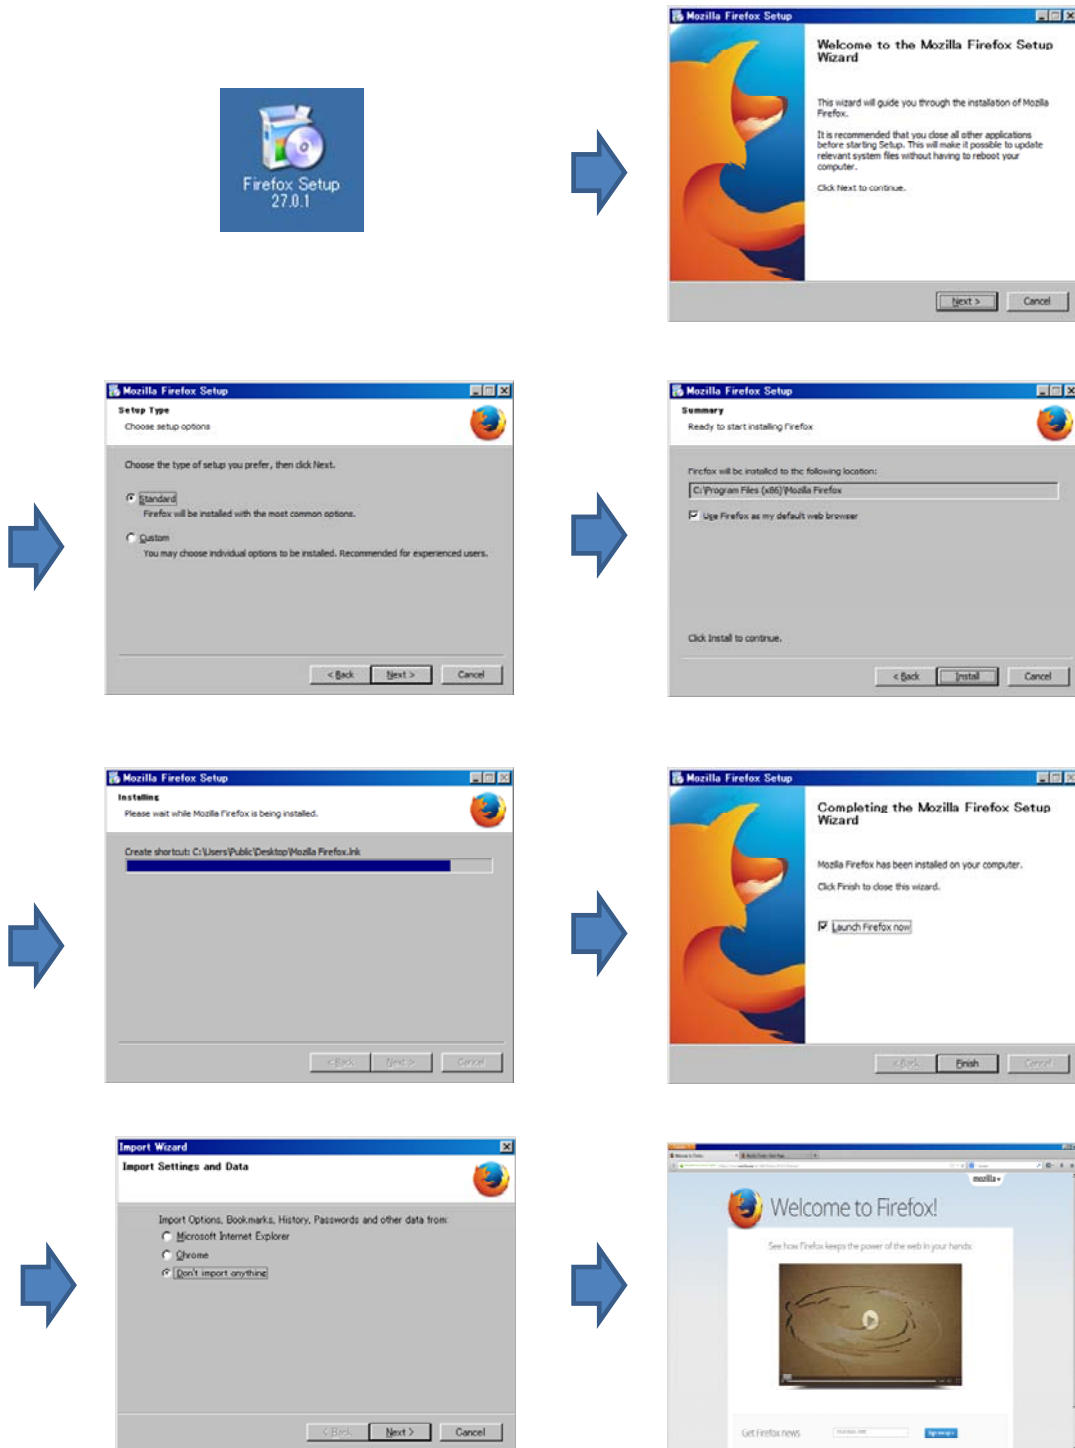 Firefox Setup
27.0.1
Mozilla Firefox Setup
Welcome to the Mozilla Firefox Setup
Wizard
This wizard will guide you through the installation of Mozilla
Firefox.
It is recommended that you close all other applications
before starting Setup. This will make it possible to update
relevant system files without having to reboot your
computer.
Click Next to continue.
Next >
Cancel
Mozilla Firefox Setup
Setup Type
Choose setup options
Choose the type of setup you prefer, then click Next.
Standard
Firefox will be installed with the most common options.
Custom
You may choose individual options to be installed. Recommended for experienced users.
< Back
Next >
Cancel
Mozilla Firefox Setup
Summary
Ready to start installing Firefox
Firefox will be installed to the following location:
C:\Program Files (x86)\Mozilla Firefox
Use Firefox as my default web browser
Click Install to continue.
< Back
Install
Cancel
Mozilla Firefox Setup
Installing
Please wait while Mozilla Firefox is being installed.
Create shortcut: C:\Users\Public\Desktop\Mozilla Firefox.lnk
< Back
Next >
Cancel
Mozilla Firefox Setup
Completing the Mozilla Firefox Setup
Wizard
Mozilla Firefox has been installed on your computer.
Click Finish to close this wizard.
Launch Firefox now
< Back
Finish
Cancel
Import Wizard
Import Settings and Data
Import Options, Bookmarks, History, Passwords and other data from:
Microsoft Internet Explorer
Chrome
Don't import anything
< Back
Next >
Cancel
mozilla
Welcome to Firefox!
See how Firefox keeps the power of the web in your hands:
Get Firefox news